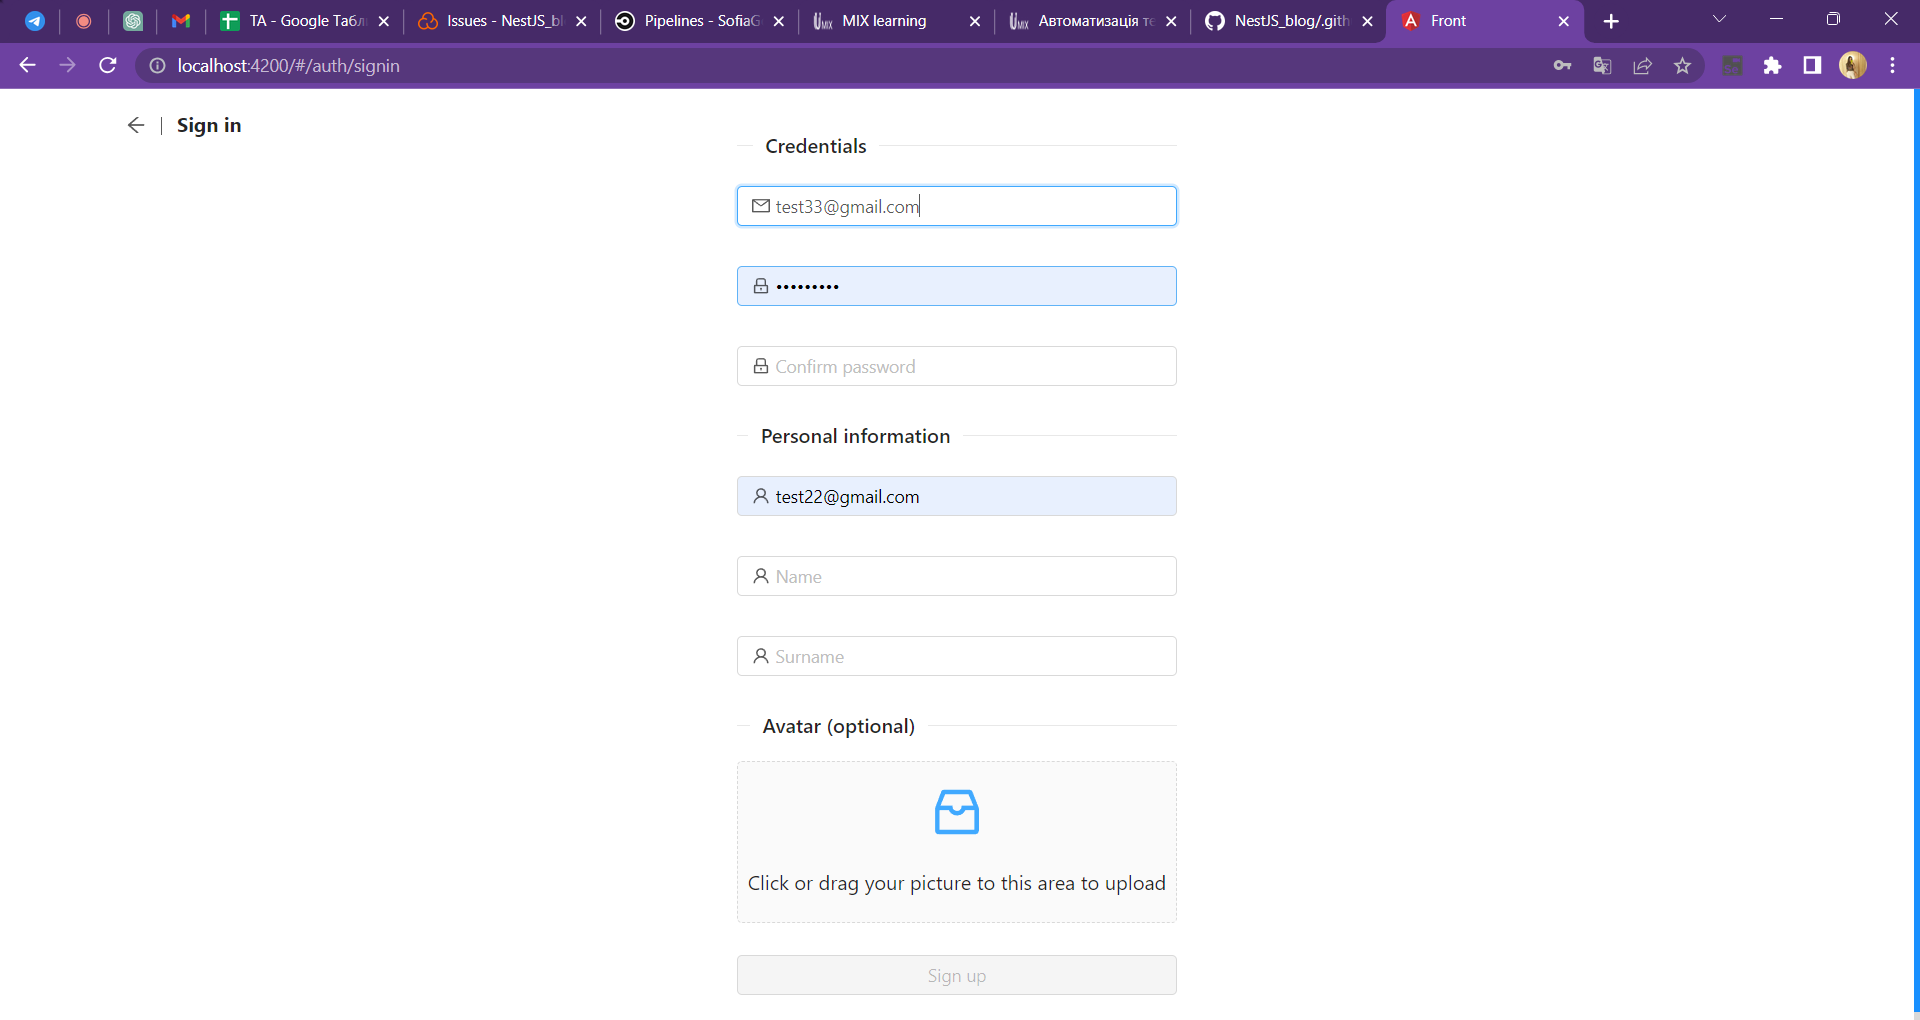 TA - Google Табл
Issues - NestJS_bl
Pipelines - SofiaG
MIX learning
Автоматизація те
NestJS_blog/.gith
Front
localhost:4200/#/auth/signin
Sign in
Credentials
test33@gmail.com
•••••••••
Confirm password
Personal information
test22@gmail.com
Name
Surname
Avatar (optional)
Click or drag your picture to this area to upload
Sign up